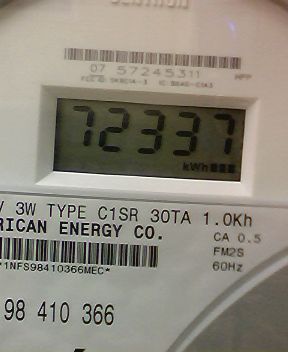 07 57245311
72337
kWh
V 3W TYPE C1SR 30TA 1.0Kh
RICAN ENERGY CO.
CA 0.5
FM2S
60Hz
*1NFS98410366MEC*
98 410 366